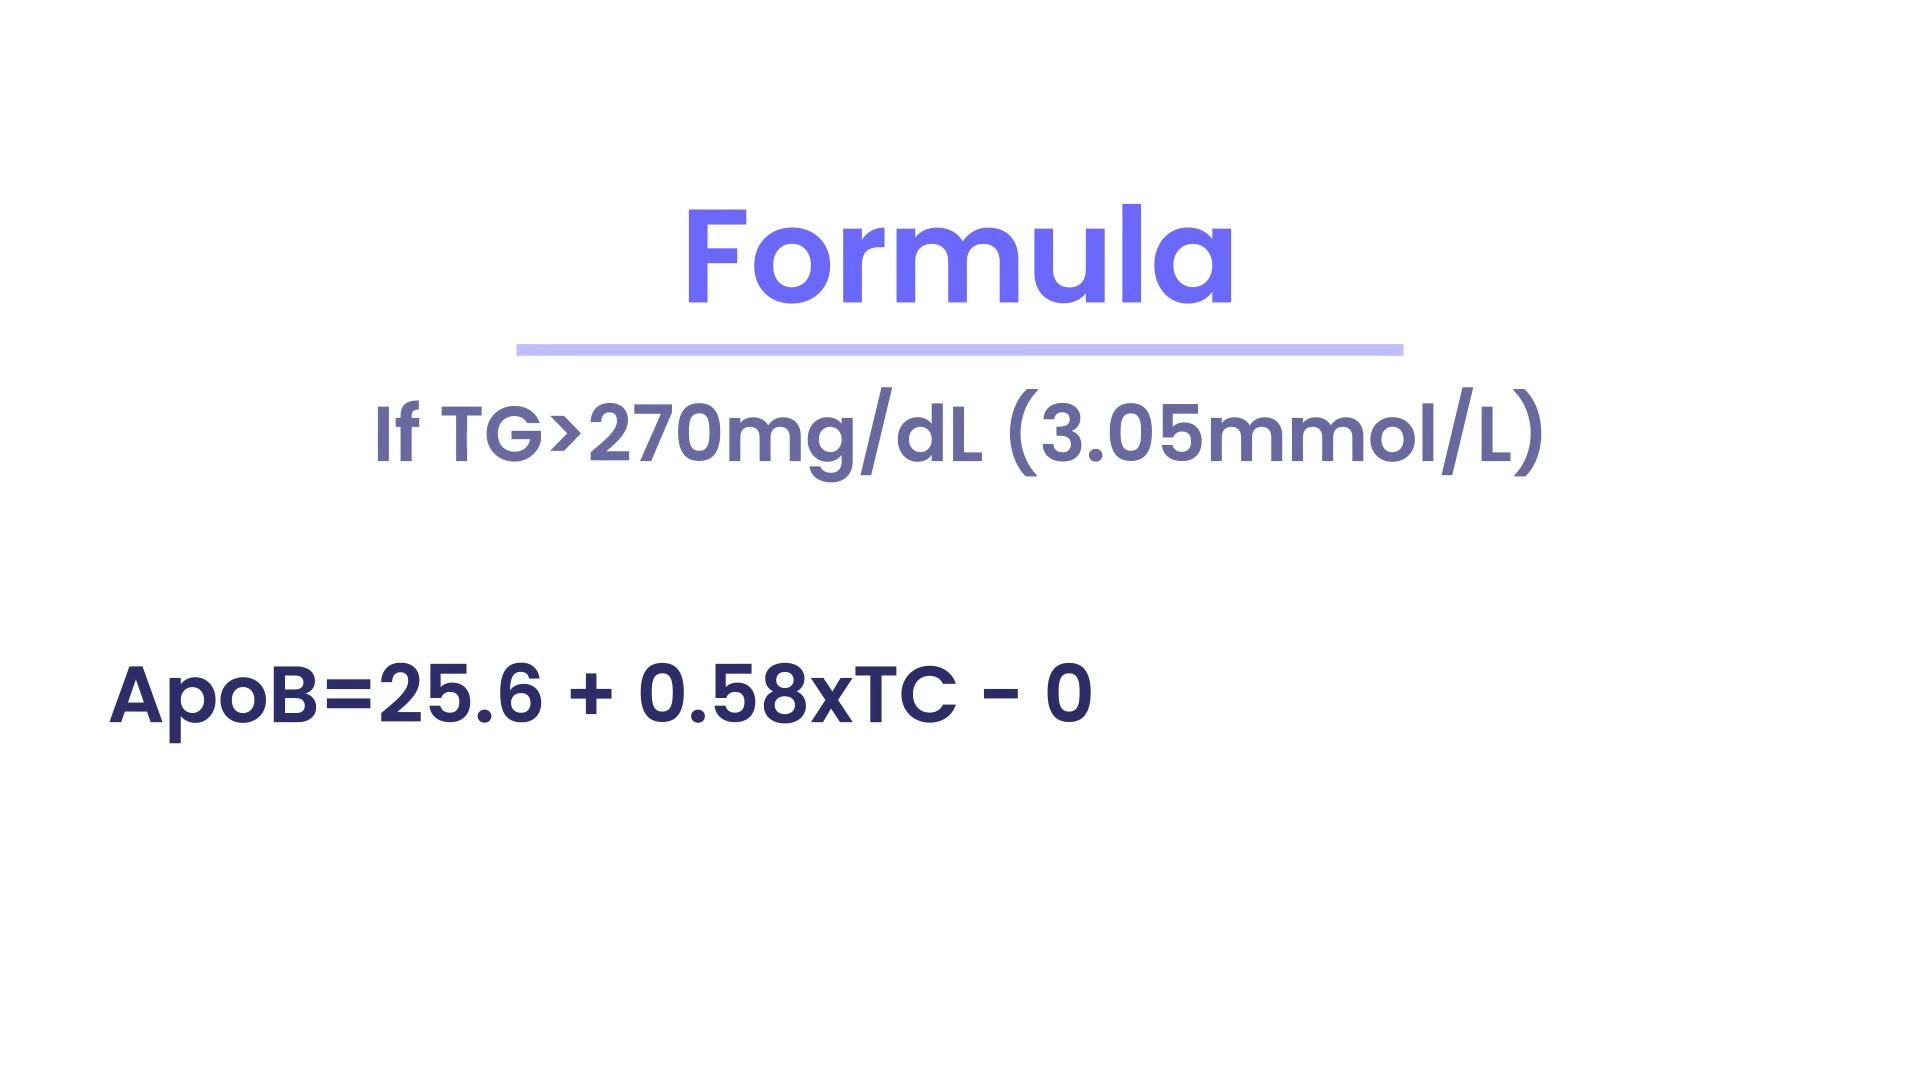 Formula
If TG>270mg/dL (3.05mmol/L)
ApoB=25.6 + 0.58xTC - 0